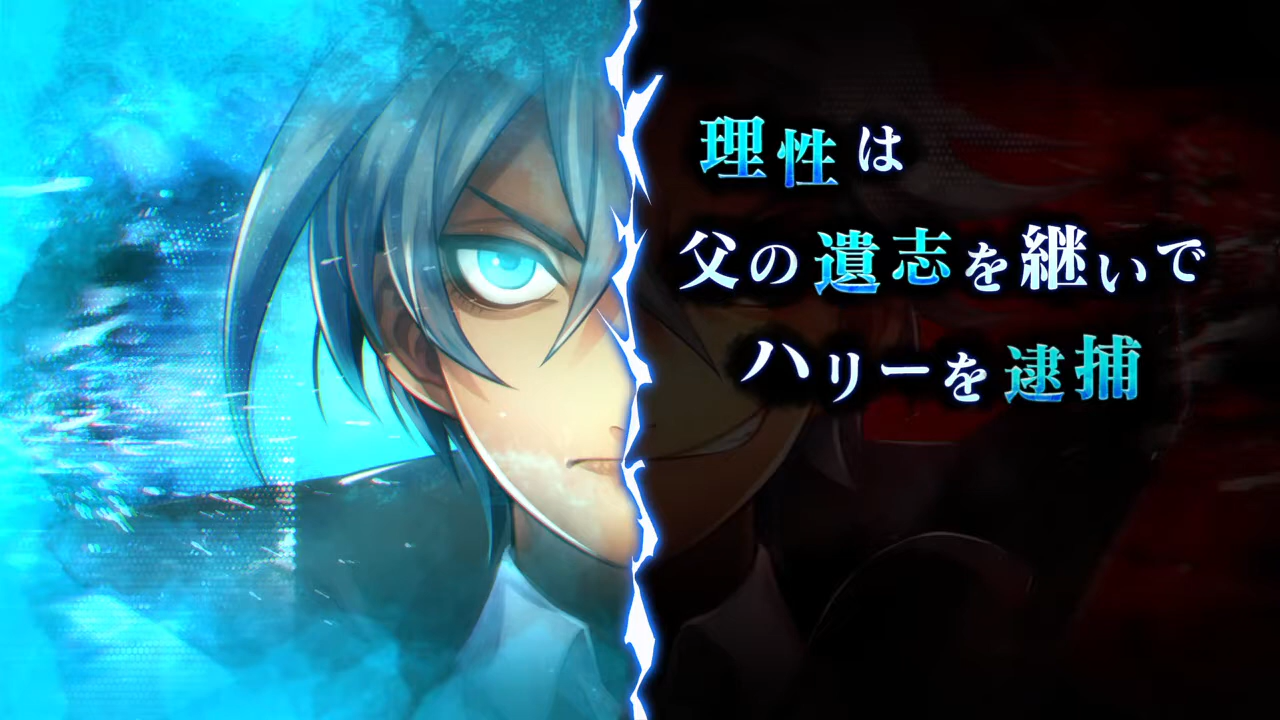 理性は
父の遺志を継いで
ハリーを逮捕